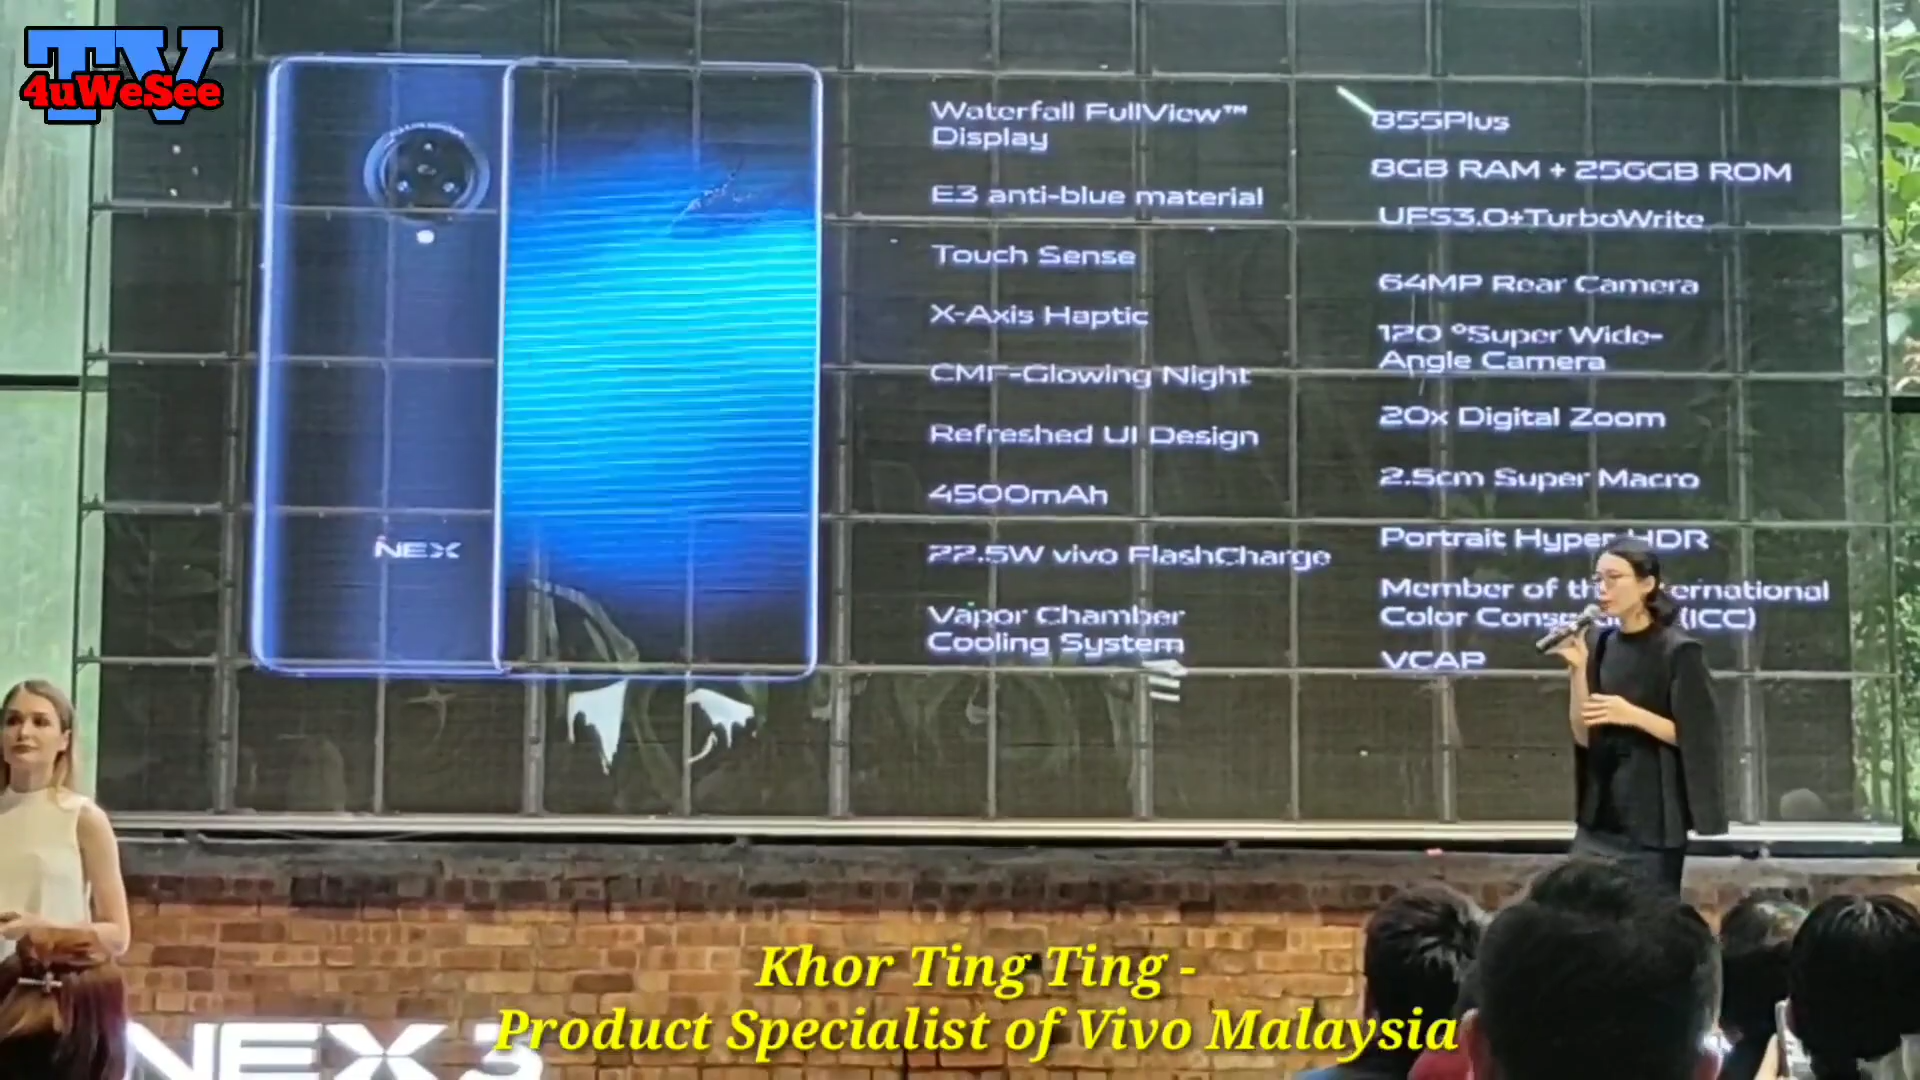 TV
4uWeSee
NEX
Waterfall FullView™
Display
E3 anti-blue material
Touch Sense
X-Axis Haptic
CMF-Glowing Night
Refreshed UI Design
4500mAh
22.5W vivo FlashCharge
Vapor Chamber
Cooling System
855Plus
8GB RAM + 256GB ROM
UFS3.0+TurboWrite
64MP Rear Camera
120 °Super Wide-
Angle Camera
20x Digital Zoom
2.5cm Super Macro
Portrait Hyper HDR
Member of
Color (ICC)
VCAP
Khor Ting Ting -
Product Specialist of Vivo Malaysia
NEX 3